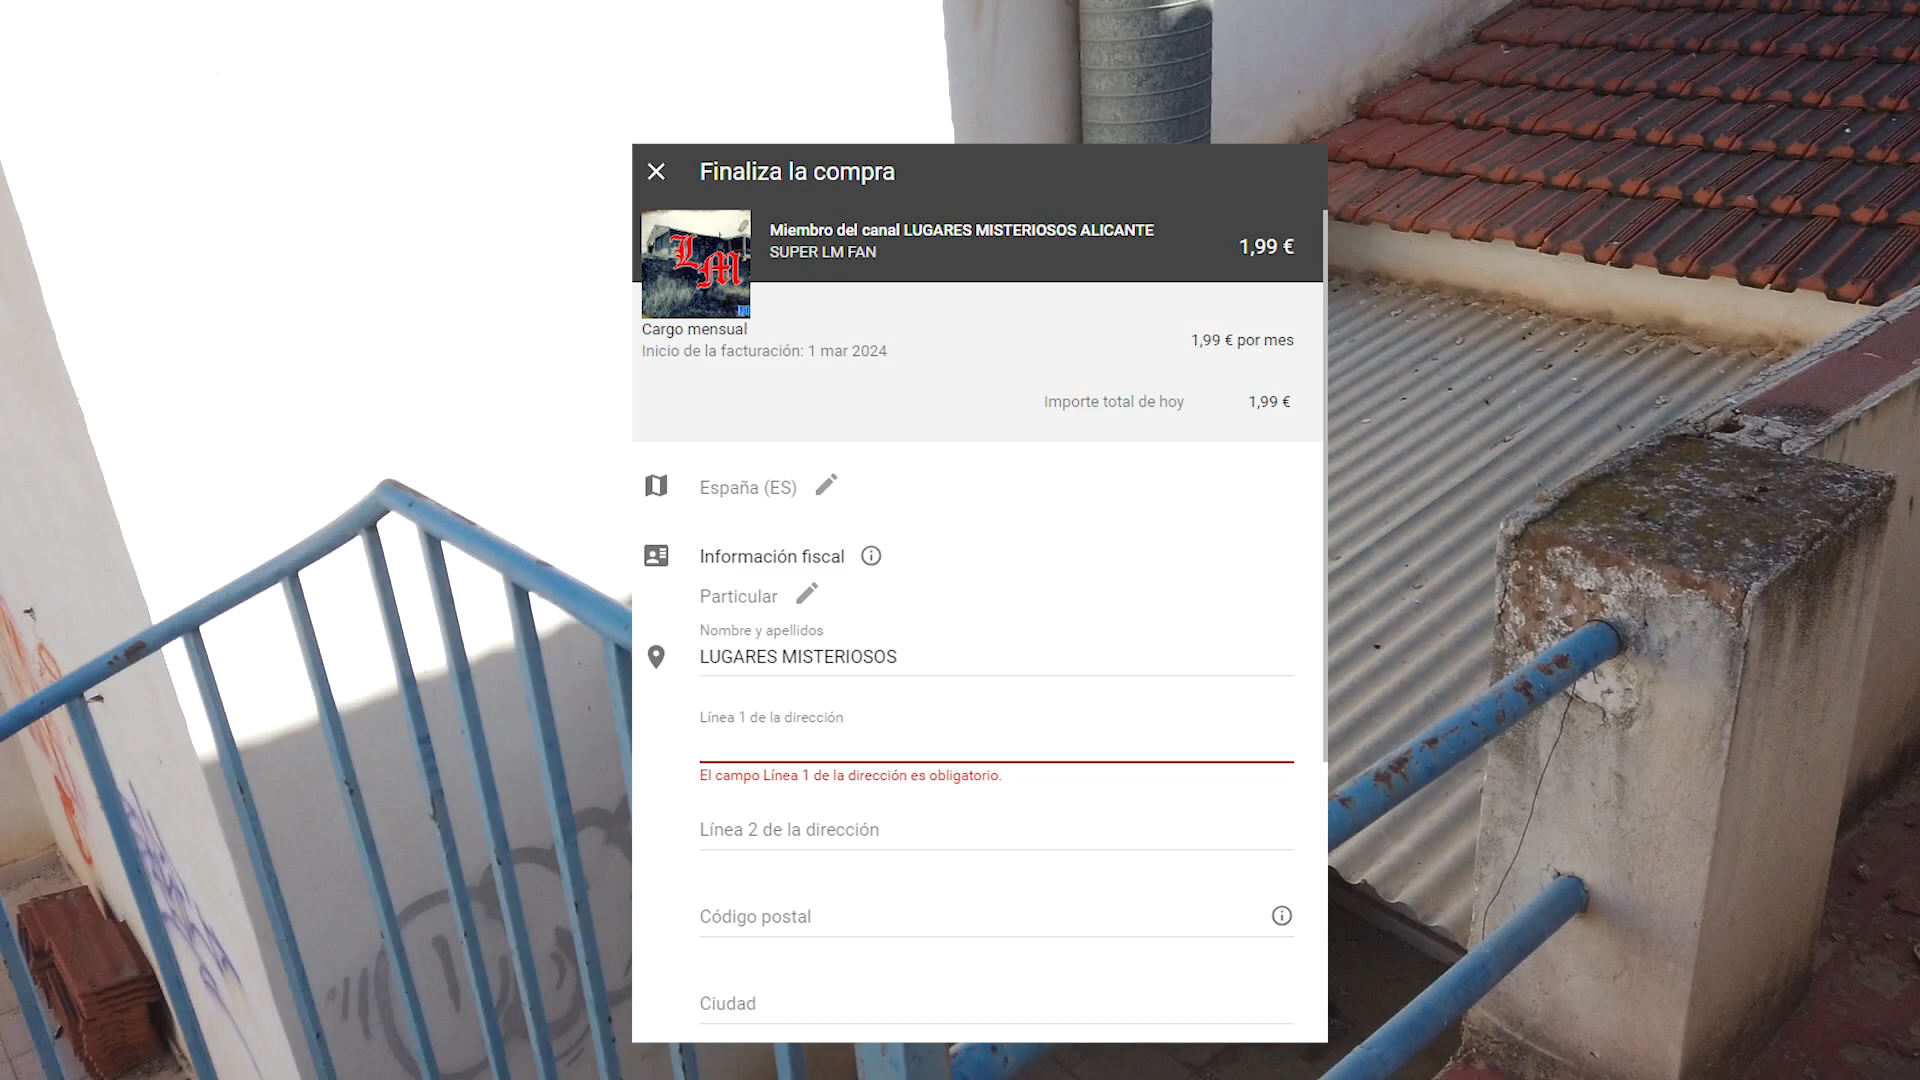 Finaliza la compra
LM
Miembro del canal LUGARES MISTERIOSOS ALICANTE
SUPER LM FAN
1,99 €
Cargo mensual
Inicio de la facturación: 1 mar 2024
1,99 € por mes
Importe total de hoy 1,99 €
España (ES)
Información fiscal
Particular
Nombre y apellidos
LUGARES MISTERIOSOS
Línea 1 de la dirección
El campo Línea 1 de la dirección es obligatorio.
Línea 2 de la dirección
Código postal
Ciudad